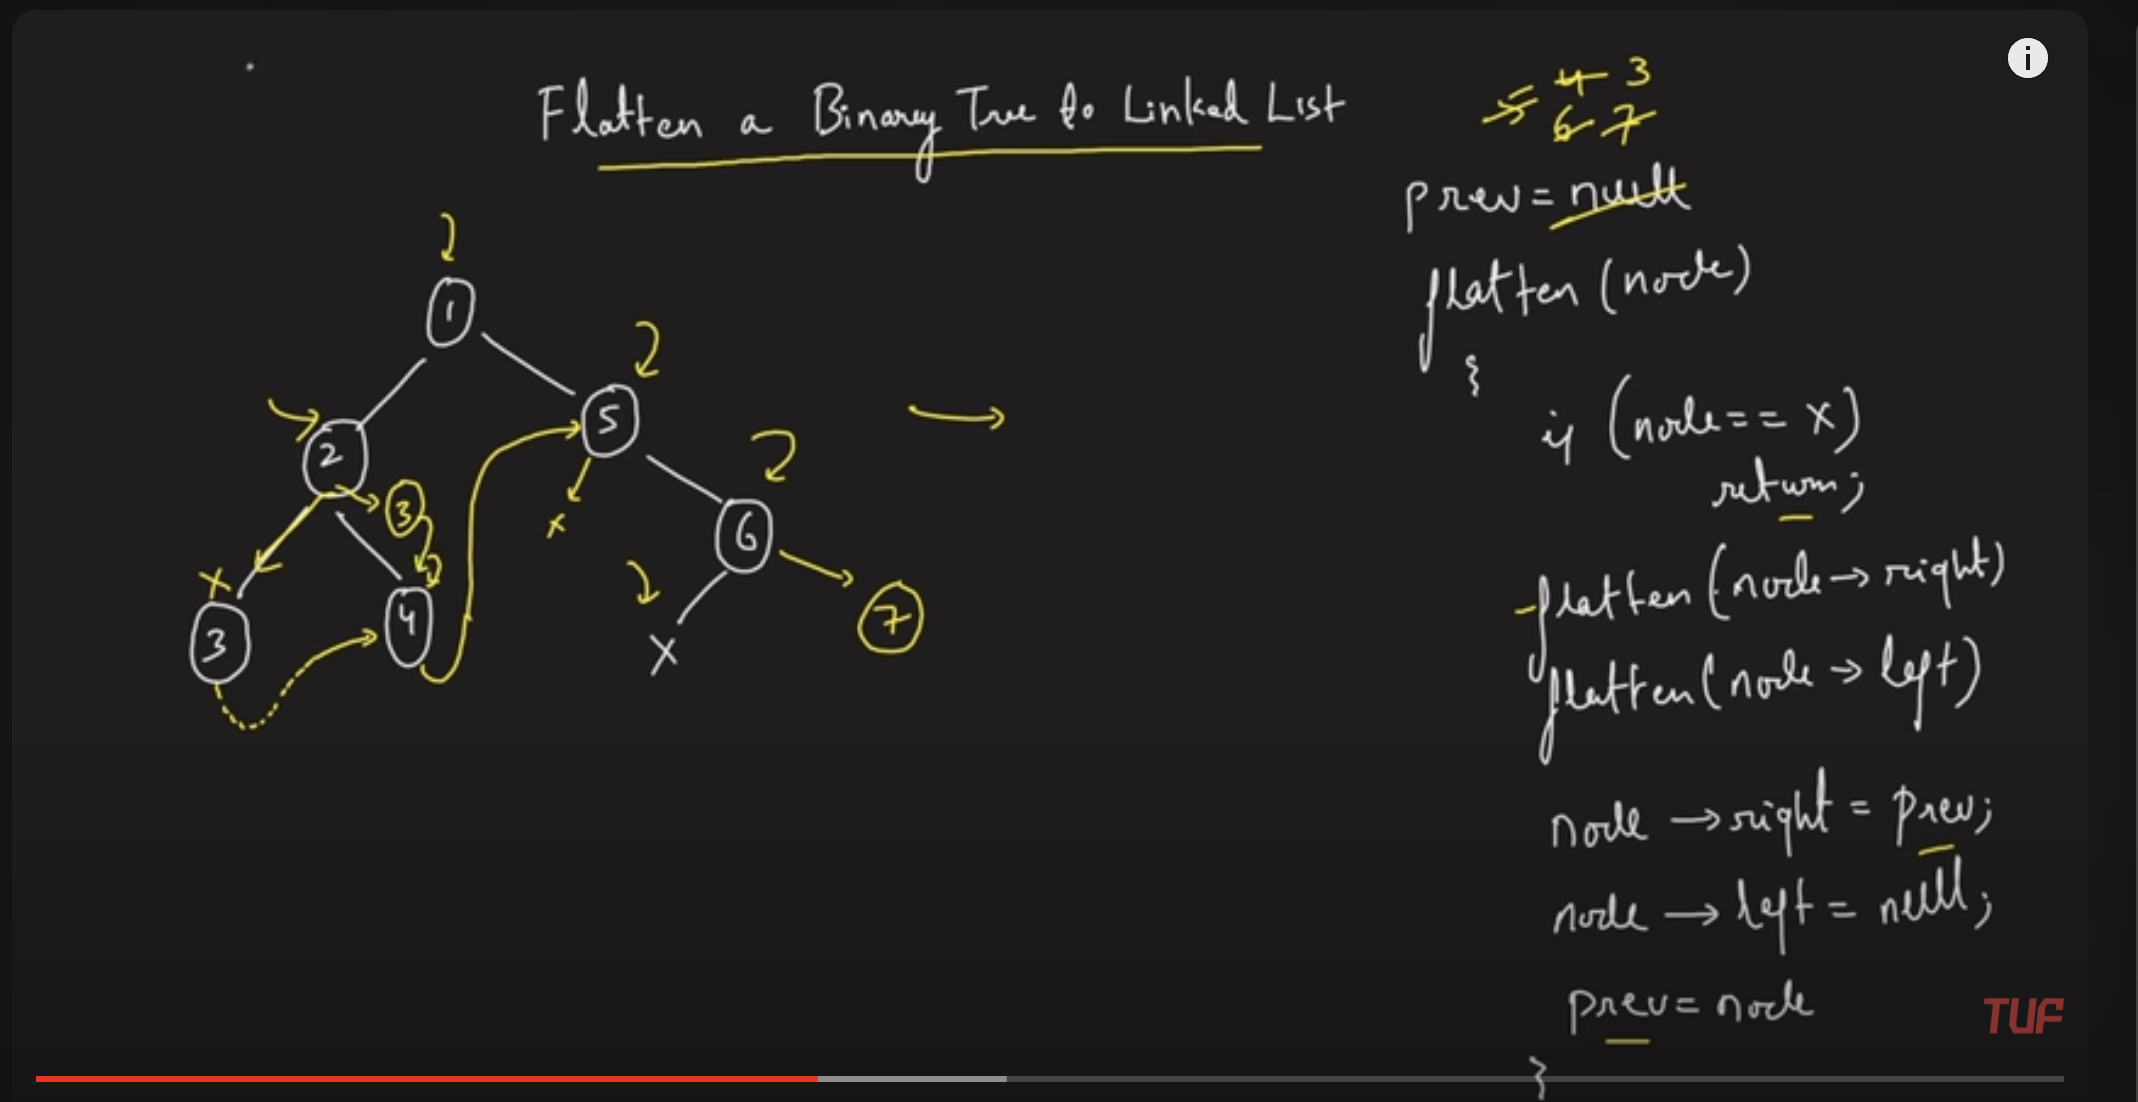 Flatten a Binary Tree to Linked List
5 4 3
6 7
prev = null
flatten (node)
{
if (node == x)
return;
flatten (node → right)
flatten (node → left)
node → right = prev;
node → left = null;
prev = node
}
1
2
5
3
x
x
6
3
4
x
7
TUF
i